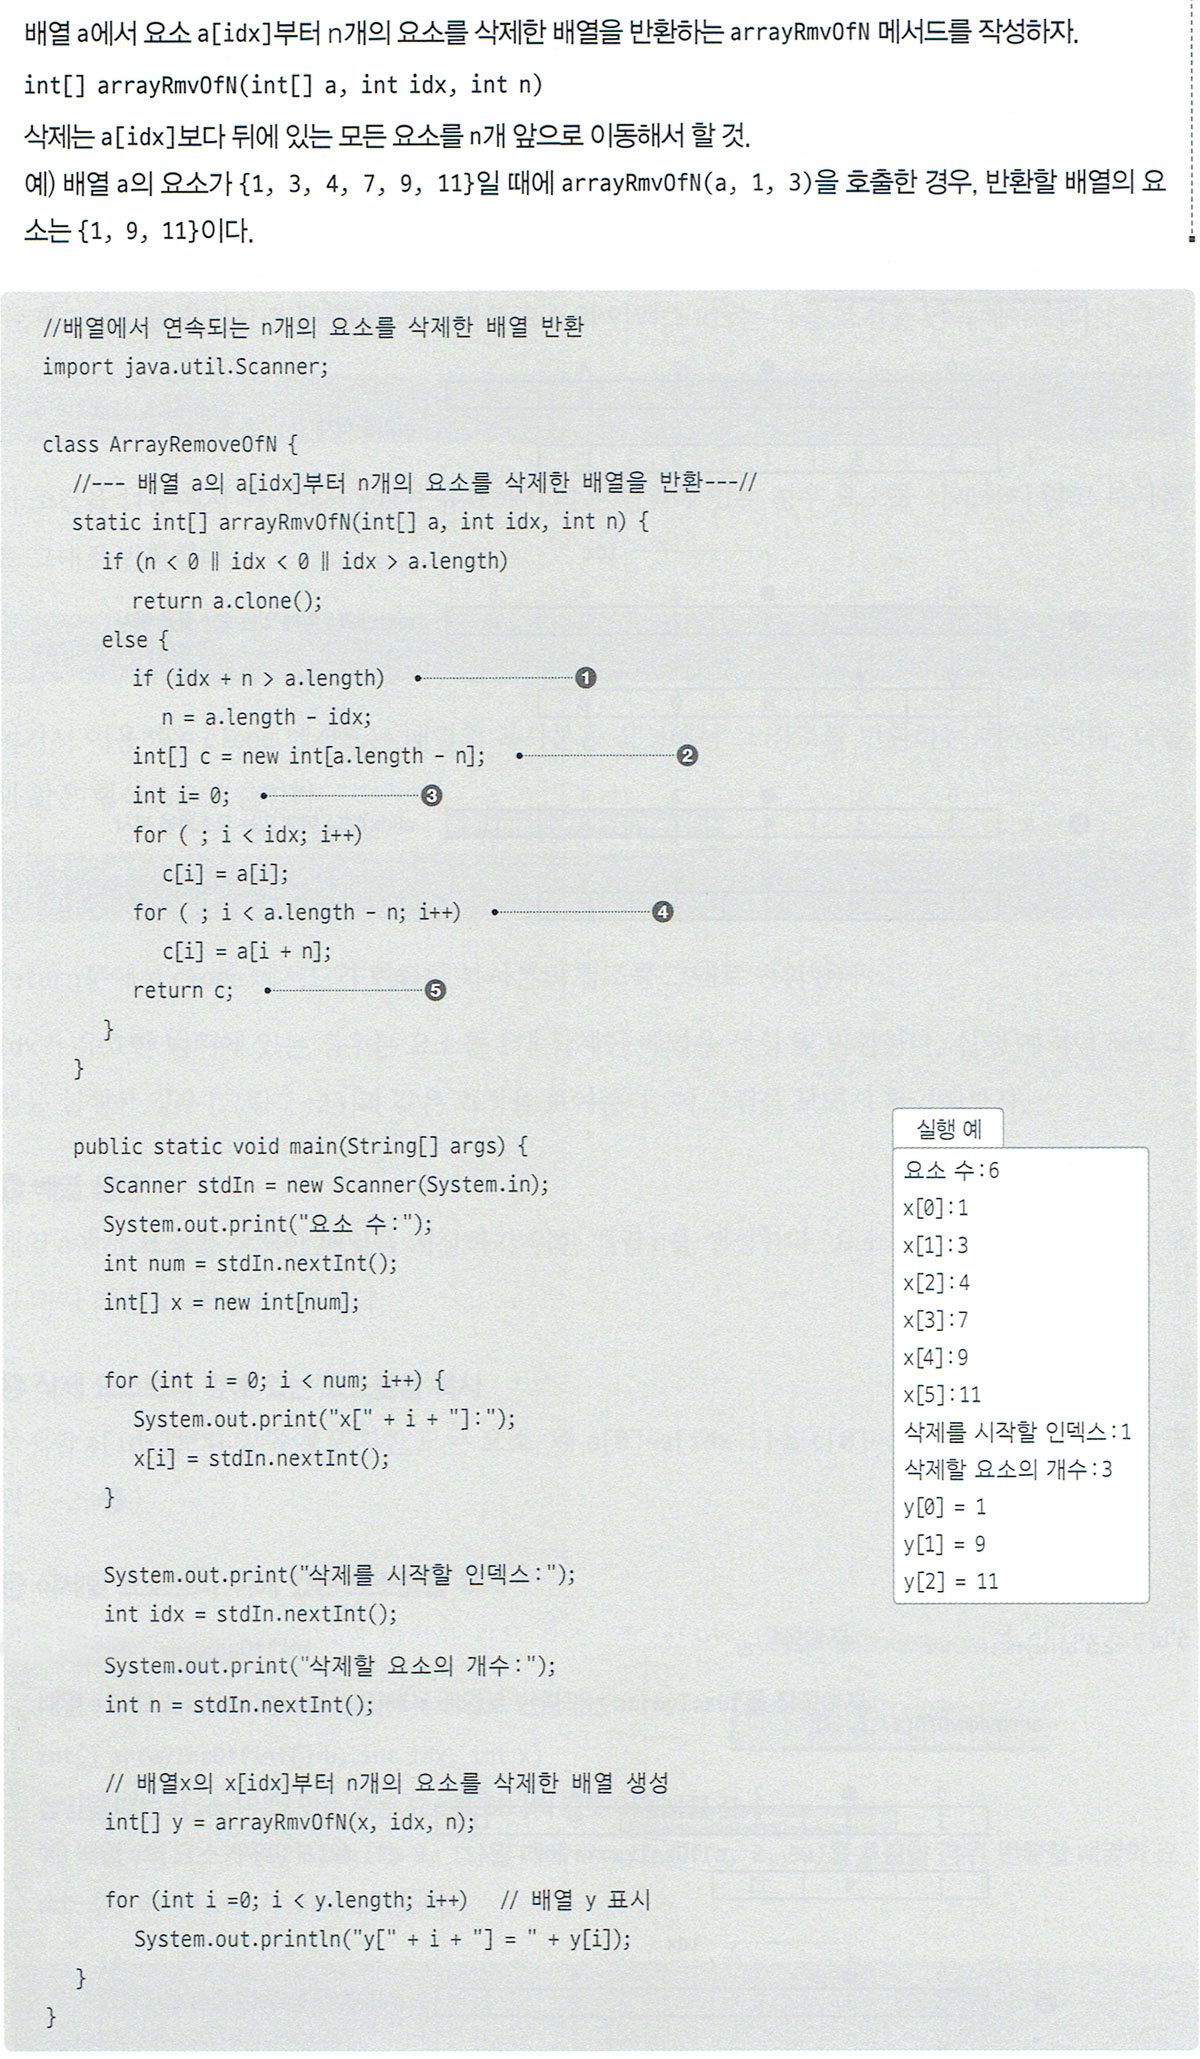 배열 a에서 요소 a[idx]부터 n개의 요소를 삭제한 배열을 반환하는 arrayRmvOfN 메서드를 작성하자.
int[] arrayRmvOfN(int[] a, int idx, int n)
삭제는 a[idx]보다 뒤에 있는 모든 요소를 n개 앞으로 이동해서 할 것.
예) 배열 a의 요소가 {1, 3, 4, 7, 9, 11}일 때에 arrayRmvOfN(a, 1, 3)을 호출한 경우, 반환할 배열의 요
소는 {1, 9, 11}이다.
//배열에서 연속되는 n개의 요소를 삭제한 배열 반환
import java.util.Scanner;
class ArrayRemoveOfN {
//--- 배열 a의 a[idx]부터 n개의 요소를 삭제한 배열을 반환---//
static int[] arrayRmvOfN(int[] a, int idx, int n) {
if (n < 0 || idx < 0 || idx > a.length)
return a.clone();
else {
if (idx + n > a.length) ❶
n = a.length - idx;
int[] c = new int[a.length - n]; ❷
int i= 0; ❸
for ( ; i < idx; i++)
c[i] = a[i];
for ( ; i < a.length - n; i++) ❹
c[i] = a[i + n];
return c; ❺
}
}
public static void main(String[] args) {
Scanner stdIn = new Scanner(System.in);
System.out.print("요소 수:");
int num = stdIn.nextInt();
int[] x = new int[num];
for (int i = 0; i < num; i++) {
System.out.print("x[" + i + "]:");
x[i] = stdIn.nextInt();
}
System.out.print("삭제를 시작할 인덱스:");
int idx = stdIn.nextInt();
System.out.print("삭제할 요소의 개수:");
int n = stdIn.nextInt();
// 배열x의 x[idx]부터 n개의 요소를 삭제한 배열 생성
int[] y = arrayRmvOfN(x, idx, n);
for (int i =0; i < y.length; i++) // 배열 y 표시
System.out.println("y[" + i + "] = " + y[i]);
}
}
실행 예
요소 수:6
x[0]:1
x[1]:3
x[2]:4
x[3]:7
x[4]:9
x[5]:11
삭제를 시작할 인덱스:1
삭제할 요소의 개수:3
y[0] = 1
y[1] = 9
y[2] = 11